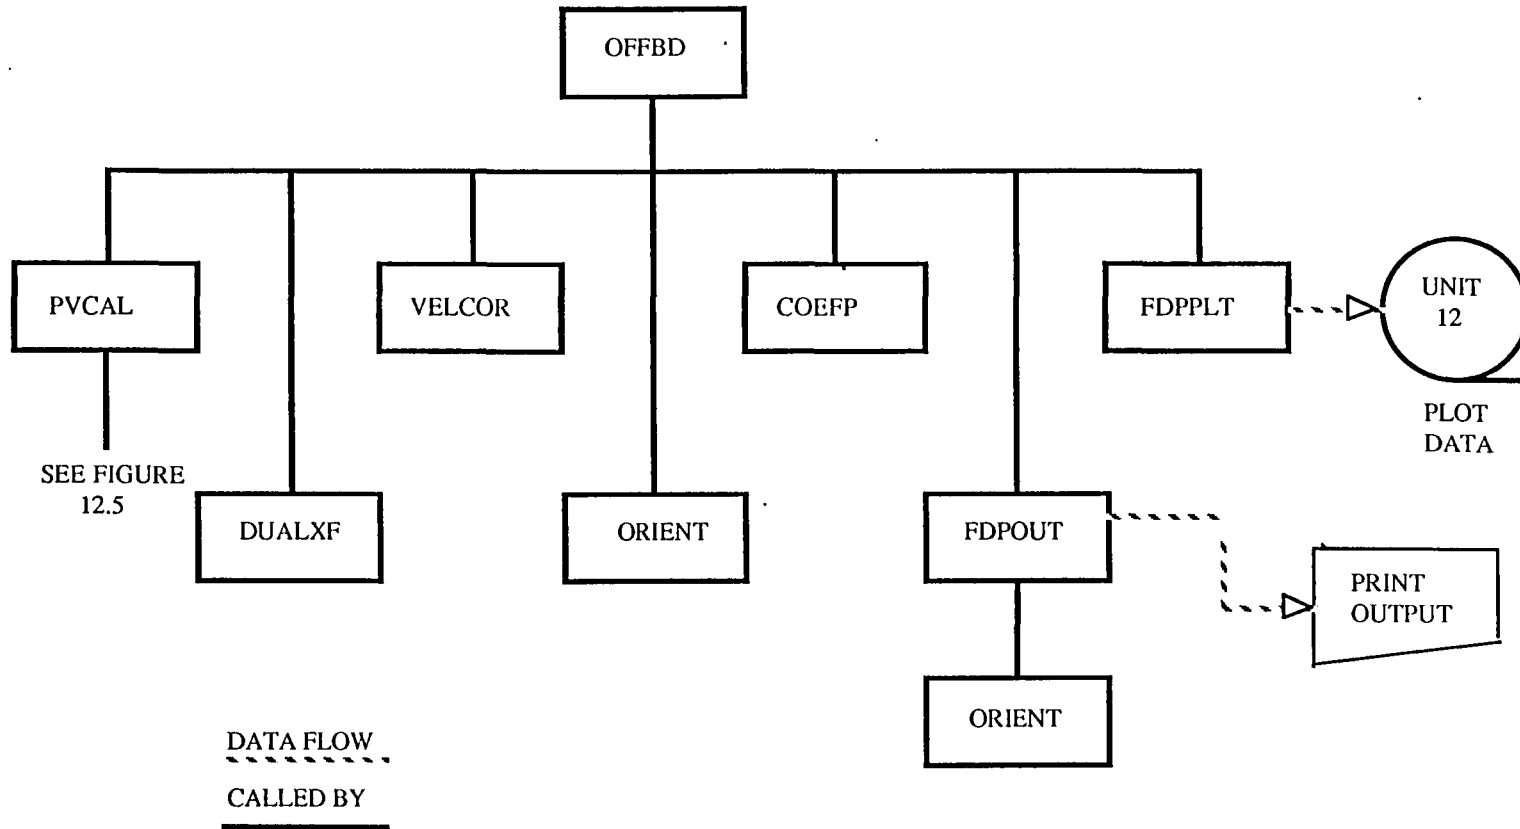 OFFBD
PVCAL
VELCOR
COEFP
FDPPLT
UNIT
12
PLOT
DATA
SEE FIGURE
12.5
DUALXF
ORIENT
FDPOUT
PRINT
OUTPUT
ORIENT
DATA FLOW
CALLED BY